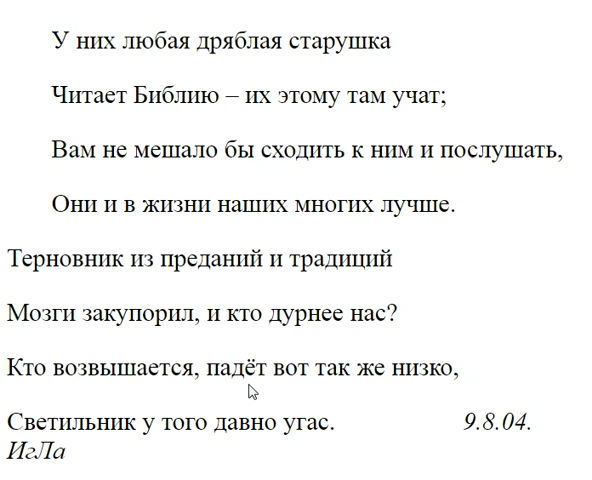 У них любая дряблая старушка
Читает Библию – их этому там учат;
Вам не мешало бы сходить к ним и послушать,
Они и в жизни наших многих лучше.
Терновник из преданий и традиций
Мозги закупорил, и кто дурнее нас?
Кто возвышается, падёт вот так же низко,
Светильник у того давно угас. 9.8.04.
ИгЛа